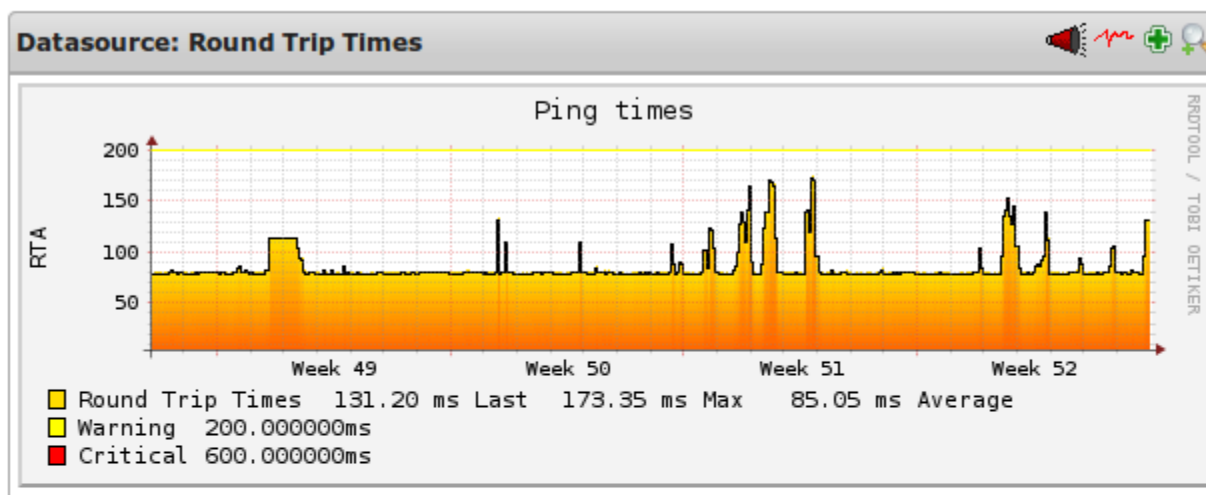 Datasource: Round Trip Times
Ping times
RRDTOOL / TOBI OETIKER
200
150
100
50
RTA
Week 49 Week 50 Week 51 Week 52
Round Trip Times 131.20 ms Last 173.35 ms Max 85.05 ms Average
Warning 200.000000ms
Critical 600.000000ms